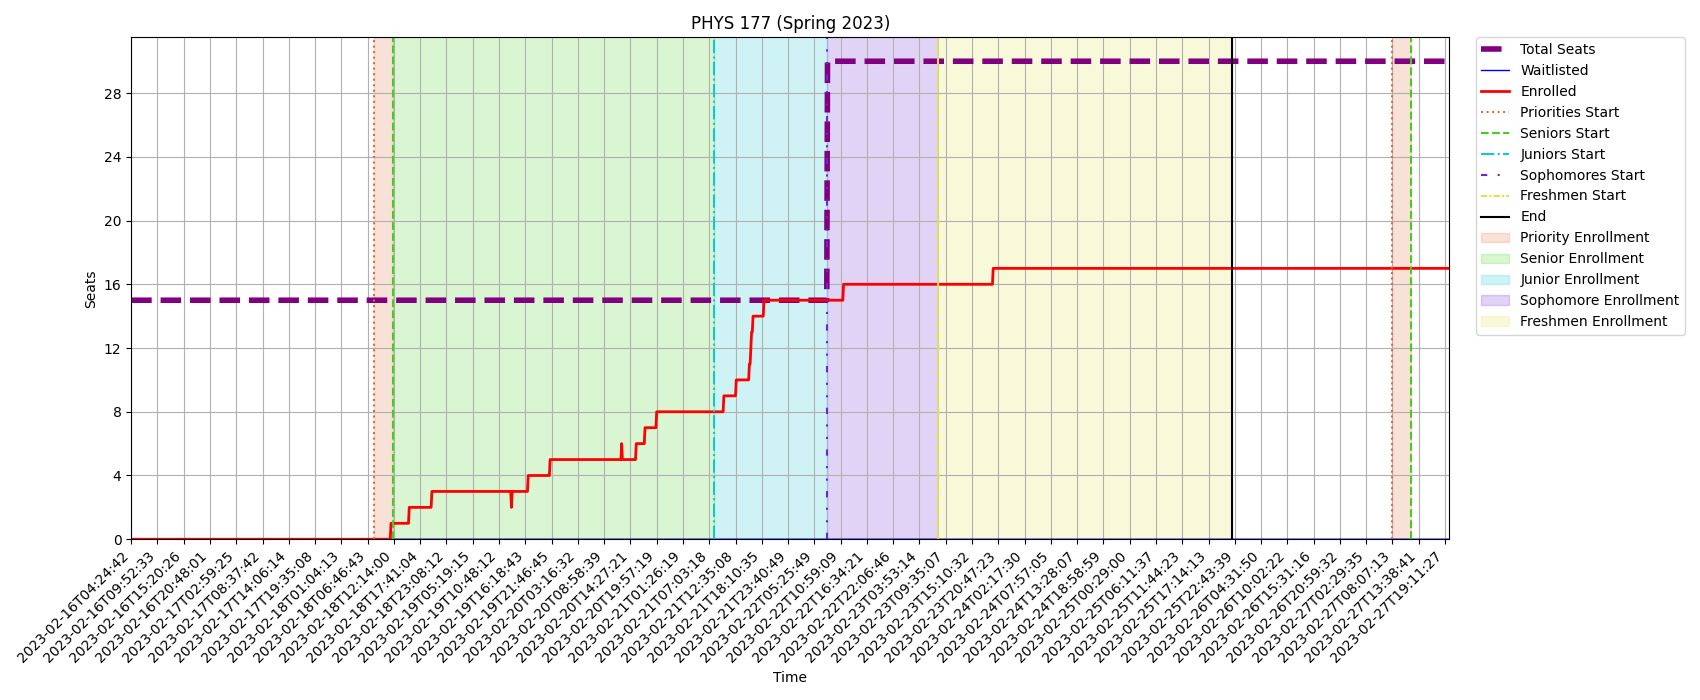 PHYS 177 (Spring 2023)
Seats
28
24
20
16
12
8
4
0
2023-02-16T04:24:42
2023-02-16T09:52:33
2023-02-16T15:20:26
2023-02-16T20:48:01
2023-02-17T02:59:25
2023-02-17T08:37:42
2023-02-17T14:06:14
2023-02-17T19:35:08
2023-02-18T01:04:13
2023-02-18T06:46:43
2023-02-18T12:14:00
2023-02-18T17:41:04
2023-02-18T23:08:12
2023-02-19T05:19:15
2023-02-19T10:48:12
2023-02-19T16:18:43
2023-02-19T21:46:45
2023-02-20T03:16:32
2023-02-20T08:58:39
2023-02-20T14:27:21
2023-02-20T19:57:19
2023-02-21T01:26:19
2023-02-21T07:03:18
2023-02-21T12:35:08
2023-02-21T18:10:35
2023-02-21T23:40:49
2023-02-22T05:25:49
2023-02-22T10:59:09
2023-02-22T16:34:21
2023-02-22T22:06:46
2023-02-23T03:53:14
2023-02-23T09:35:07
2023-02-23T15:10:32
2023-02-23T20:47:23
2023-02-24T02:17:30
2023-02-24T07:57:05
2023-02-24T13:28:07
2023-02-24T18:58:59
2023-02-25T00:29:00
2023-02-25T06:11:37
2023-02-25T11:44:23
2023-02-25T17:14:13
2023-02-25T22:43:39
2023-02-26T04:31:50
2023-02-26T10:02:22
2023-02-26T15:31:16
2023-02-26T20:59:32
2023-02-27T02:29:35
2023-02-27T08:07:13
2023-02-27T13:38:41
2023-02-27T19:11:27
Time
Total Seats
Waitlisted
Enrolled
Priorities Start
Seniors Start
Juniors Start
Sophomores Start
Freshmen Start
End
Priority Enrollment
Senior Enrollment
Junior Enrollment
Sophomore Enrollment
Freshmen Enrollment